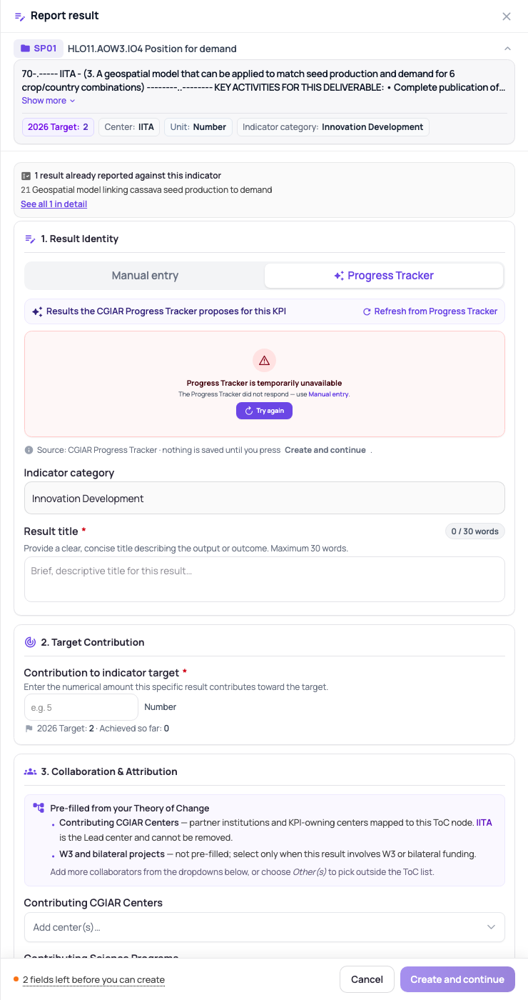 Report result
SP01 HLO11.AOW3.IO4 Position for demand
70-.----- IITA - (3. A geospatial model that can be applied to match seed production and demand for 6
crop/country combinations) --------..-------- KEY ACTIVITIES FOR THIS DELIVERABLE: • Complete publication of…
Show more
2026 Target: 2 Center: IITA Unit: Number Indicator category: Innovation Development
1 result already reported against this indicator
21 Geospatial model linking cassava seed production to demand
See all 1 in detail
1. Result Identity
Manual entry Progress Tracker
Results the CGIAR Progress Tracker proposes for this KPI Refresh from Progress Tracker
Progress Tracker is temporarily unavailable
The Progress Tracker did not respond — use Manual entry.
Try again
Source: CGIAR Progress Tracker · nothing is saved until you press Create and continue .
Indicator category
Innovation Development
Result title * 0 / 30 words
Provide a clear, concise title describing the output or outcome. Maximum 30 words.
Brief, descriptive title for this result...
2. Target Contribution
Contribution to indicator target *
Enter the numerical amount this specific result contributes toward the target.
e.g. 5 Number
2026 Target: 2 · Achieved so far: 0
3. Collaboration & Attribution
Pre-filled from your Theory of Change
• Contributing CGIAR Centers — partner institutions and KPI-owning centers mapped to this ToC node. IITA
is the Lead center and cannot be removed.
• W3 and bilateral projects — not pre-filled; select only when this result involves W3 or bilateral funding.
Add more collaborators from the dropdowns below, or choose Other(s) to pick outside the ToC list.
Contributing CGIAR Centers
Add center(s)...
Contributing Science Programs
2 fields left before you can create Cancel Create and continue